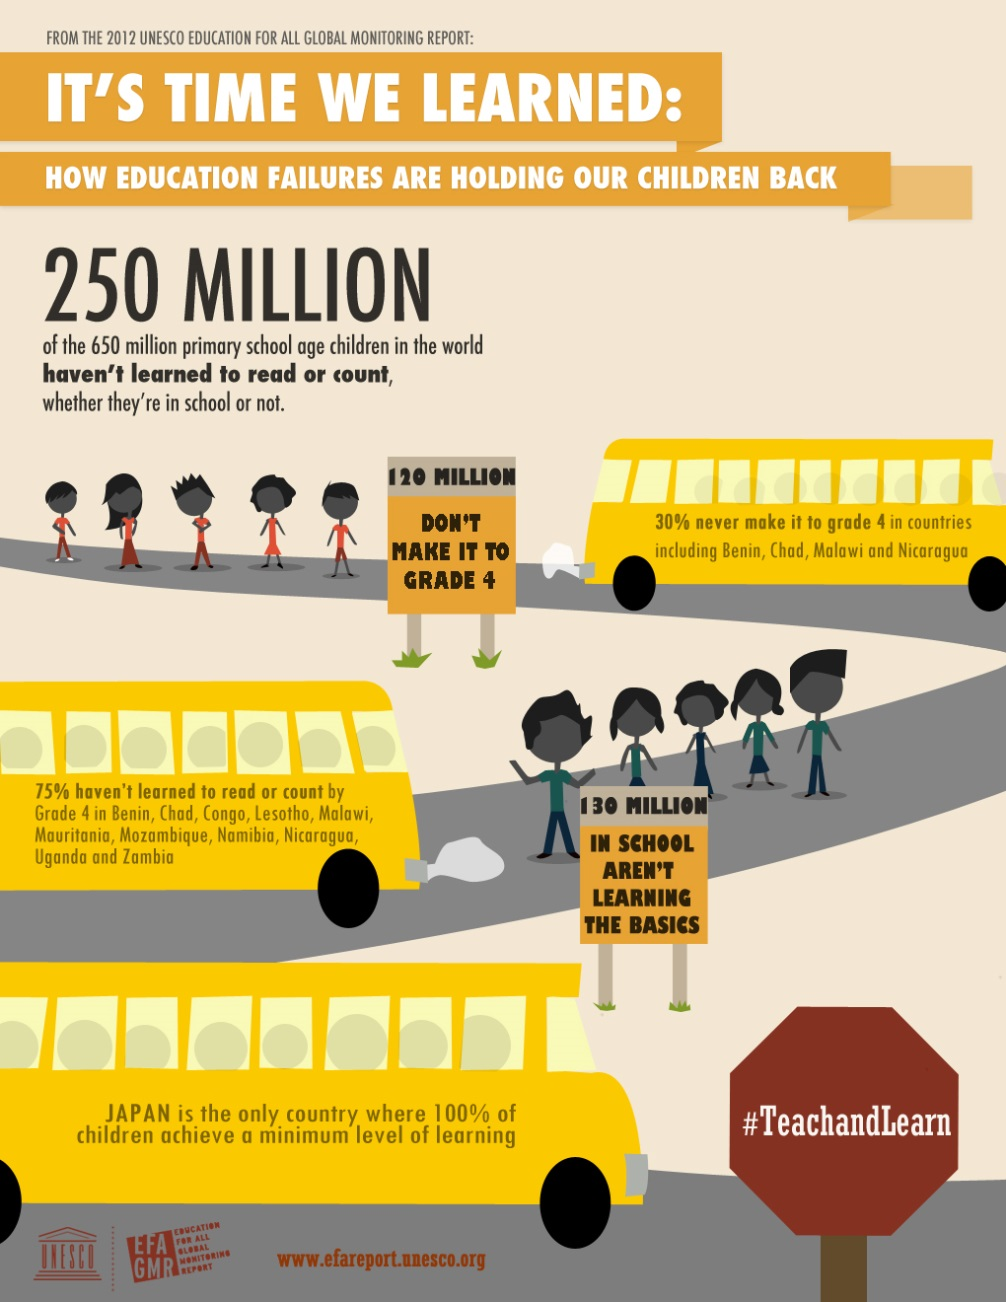 FROM THE 2012 UNESCO EDUCATION FOR ALL GLOBAL MONITORING REPORT:
IT'S TIME WE LEARNED:
HOW EDUCATION FAILURES ARE HOLDING OUR CHILDREN BACK
250 MILLION
of the 650 million primary school age children in the world
haven't learned to read or count,
whether they're in school or not.
120 MILLION
DON'T
MAKE IT TO
GRADE 4
30% never make it to grade 4 in countries
including Benin, Chad, Malawi and Nicaragua
75% haven't learned to read or count by
Grade 4 in Benin, Chad, Congo, Lesotho, Malawi,
Mauritania, Mozambique, Namibia, Nicaragua,
Uganda and Zambia
130 MILLION
IN SCHOOL
AREN'T
LEARNING
THE BASICS
JAPAN is the only country where 100% of
children achieve a minimum level of learning
#TeachandLearn
UNESCO
EFA
GMR
EDUCATION
FOR ALL
GLOBAL
MONITORING
REPORT
www.efareport.unesco.org